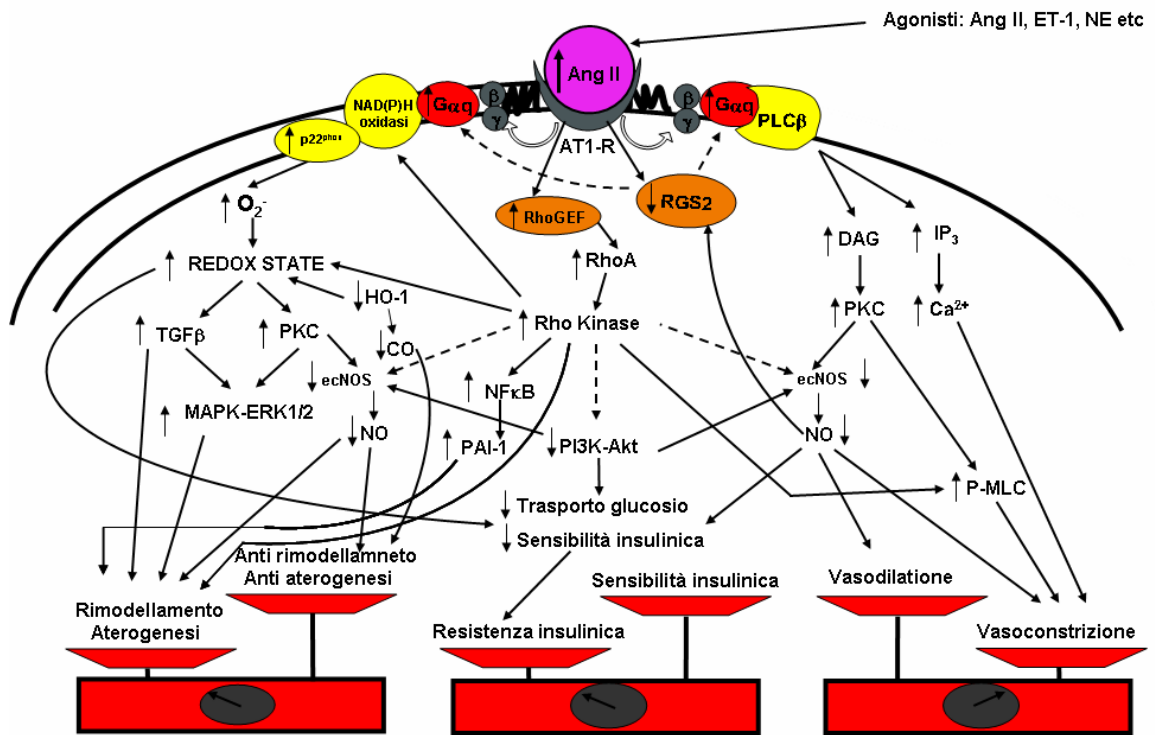 Agonisti: Ang II, ET-1, NE etc
Ang II
NAD(P)H
oxidasi
Gαq
β
γ
β
γ
Gαq
PLCβ
p22phox
AT1-R
O2-
RhoGEF
RGS2
REDOX STATE
RhoA
DAG
IP3
HO-1
TGFβ
PKC
Rho Kinase
PKC
Ca2+
CO
ecNOS
NFκB
ecNOS
MAPK-ERK1/2
NO
PAI-1
PI3K-Akt
NO
P-MLC
Trasporto glucosio
Sensibilità insulinica
Anti rimodellamneto
Anti aterogenesi
Sensibilità insulinica
Vasodilatione
Rimodellamento
Aterogenesi
Resistenza insulinica
Vasoconstrizione